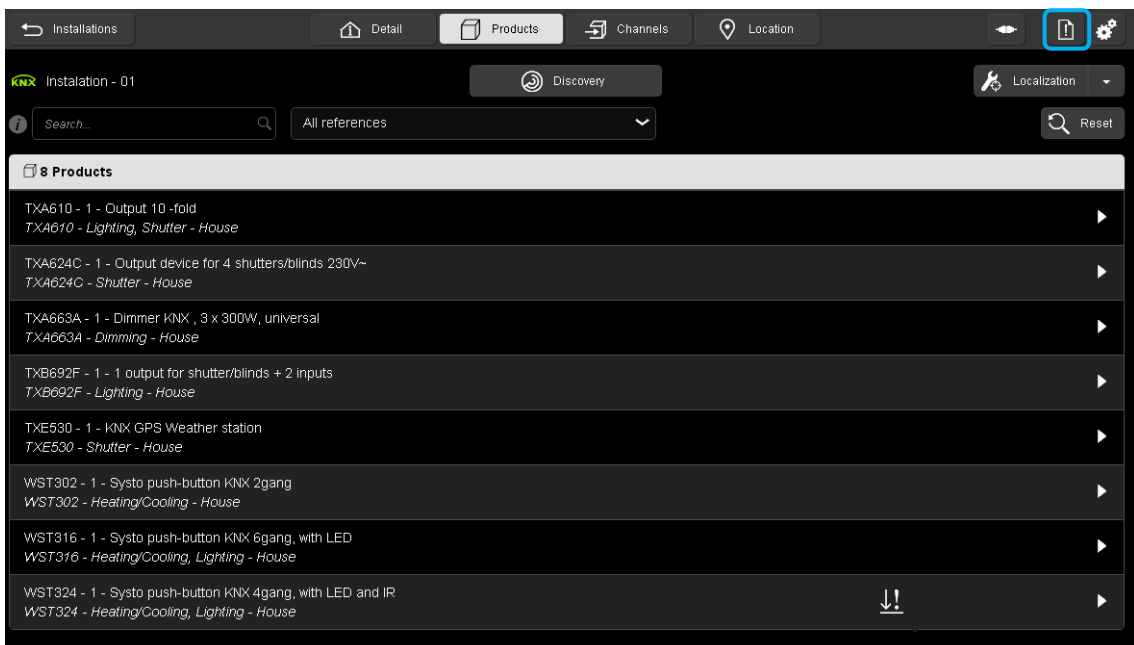 Installations
Detail
Products
Channels
Location
KNX Instalation - 01
Discovery
Localization
Search...
All references
Reset
8 Products
TXA610 - 1 - Output 10 -fold
TXA610 - Lighting, Shutter - House
TXA624C - 1 - Output device for 4 shutters/blinds 230V~
TXA624C - Shutter - House
TXA663A - 1 - Dimmer KNX , 3 x 300W, universal
TXA663A - Dimming - House
TXB692F - 1 - 1 output for shutter/blinds + 2 inputs
TXB692F - Lighting - House
TXE530 - 1 - KNX GPS Weather station
TXE530 - Shutter - House
WST302 - 1 - Systo push-button KNX 2gang
WST302 - Heating/Cooling - House
WST316 - 1 - Systo push-button KNX 6gang, with LED
WST316 - Heating/Cooling, Lighting - House
WST324 - 1 - Systo push-button KNX 4gang, with LED and IR
WST324 - Heating/Cooling, Lighting - House